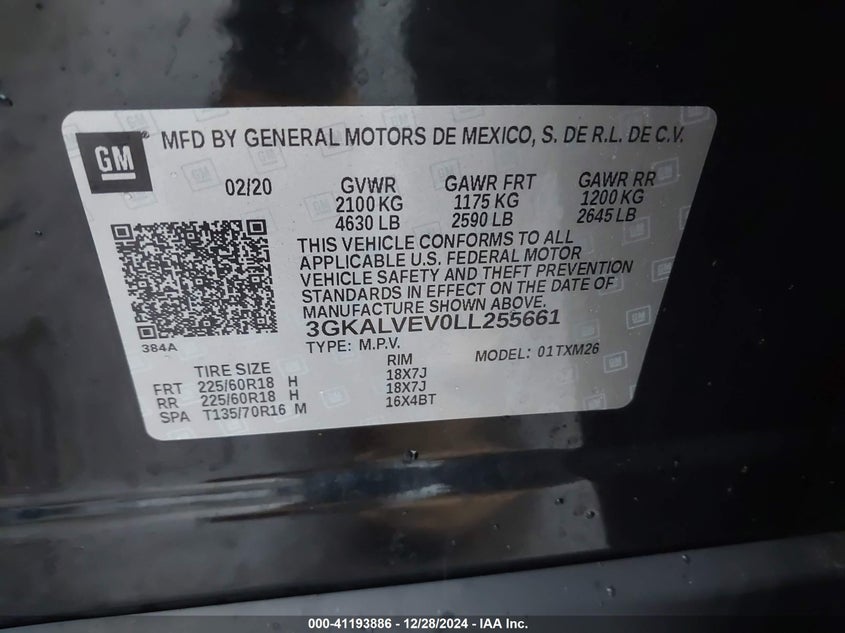 GM
MFD BY GENERAL MOTORS DE MEXICO, S. DE R.L. DE C.V.
02/20 GVWR GAWR FRT GAWR RR
2100 KG 1175 KG 1200 KG
4630 LB 2590 LB 2645 LB
THIS VEHICLE CONFORMS TO ALL
APPLICABLE U.S. FEDERAL MOTOR
VEHICLE SAFETY AND THEFT PREVENTION
STANDARDS IN EFFECT ON THE DATE OF
MANUFACTURE SHOWN ABOVE.
3GKALVEV0LL255661
384A
TYPE: M.P.V. MODEL: 01TXM26
TIRE SIZE RIM
FRT 225/60R18 H 18X7J
RR 225/60R18 H 18X7J
SPA T135/70R16 M 16X4BT
000-41193886 / 12/28/2024 - IAA Inc.